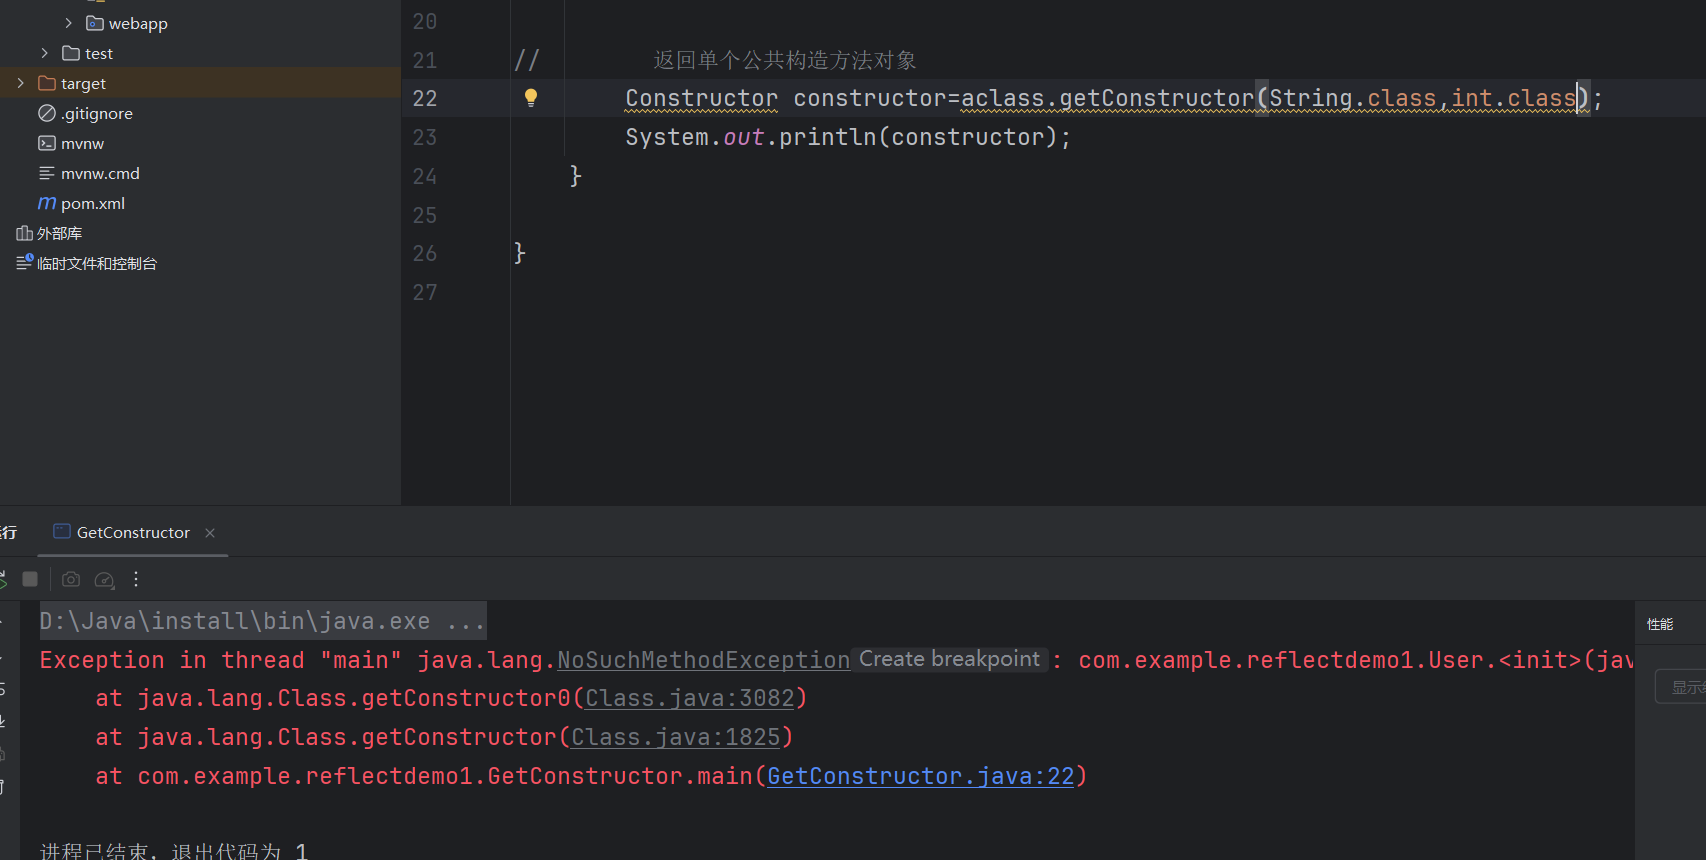 webapp
test
target
.gitignore
mvnw
mvnw.cmd
pom.xml
外部库
临时文件和控制台
20
21 // 返回单个公共构造方法对象
22 Constructor constructor=aclass.getConstructor(String.class,int.class);
23 System.out.println(constructor);
24 }
25
26 }
27
行 GetConstructor ×
D:\Java\install\bin\java.exe ...
Exception in thread "main" java.lang.NoSuchMethodException Create breakpoint : com.example.reflectdemo1.User.<init>(jav
at java.lang.Class.getConstructor0(Class.java:3082)
at java.lang.Class.getConstructor(Class.java:1825)
at com.example.reflectdemo1.GetConstructor.main(GetConstructor.java:22)
进程已结束，退出代码为 1
性能
显示